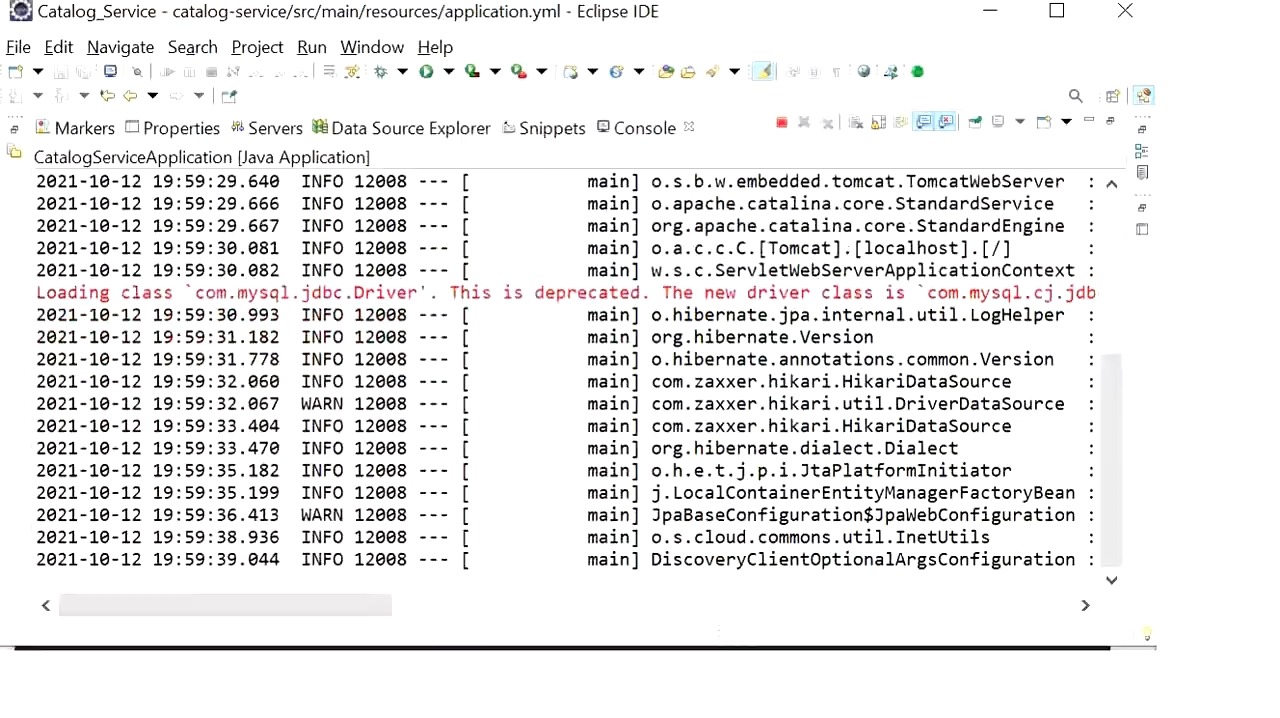 Catalog_Service - catalog-service/src/main/resources/application.yml - Eclipse IDE
File Edit Navigate Search Project Run Window Help
Markers Properties Servers Data Source Explorer Snippets Console
CatalogServiceApplication [Java Application]
2021-10-12 19:59:29.640  INFO 12008 --- [           main] o.s.b.w.embedded.tomcat.TomcatWebServer  :
2021-10-12 19:59:29.666  INFO 12008 --- [           main] o.apache.catalina.core.StandardService   :
2021-10-12 19:59:29.667  INFO 12008 --- [           main] org.apache.catalina.core.StandardEngine  :
2021-10-12 19:59:30.081  INFO 12008 --- [           main] o.a.c.c.C.[Tomcat].[localhost].[/]       :
2021-10-12 19:59:30.082  INFO 12008 --- [           main] w.s.c.ServletWebServerApplicationContext :
Loading class `com.mysql.jdbc.Driver'. This is deprecated. The new driver class is `com.mysql.cj.jdb
2021-10-12 19:59:30.993  INFO 12008 --- [           main] o.hibernate.jpa.internal.util.LogHelper  :
2021-10-12 19:59:31.182  INFO 12008 --- [           main] org.hibernate.Version                    :
2021-10-12 19:59:31.778  INFO 12008 --- [           main] o.hibernate.annotations.common.Version   :
2021-10-12 19:59:32.060  INFO 12008 --- [           main] com.zaxxer.hikari.HikariDataSource       :
2021-10-12 19:59:32.067  WARN 12008 --- [           main] com.zaxxer.hikari.util.DriverDataSource  :
2021-10-12 19:59:33.404  INFO 12008 --- [           main] com.zaxxer.hikari.HikariDataSource       :
2021-10-12 19:59:33.470  INFO 12008 --- [           main] org.hibernate.dialect.Dialect            :
2021-10-12 19:59:35.182  INFO 12008 --- [           main] o.h.e.t.j.p.i.JtaPlatformInitiator       :
2021-10-12 19:59:35.199  INFO 12008 --- [           main] j.LocalContainerEntityManagerFactoryBean :
2021-10-12 19:59:36.413  WARN 12008 --- [           main] JpaBaseConfiguration$JpaWebConfiguration :
2021-10-12 19:59:38.936  INFO 12008 --- [           main] o.s.cloud.commons.util.InetUtils         :
2021-10-12 19:59:39.044  INFO 12008 --- [           main] DiscoveryClientOptionalArgsConfiguration :